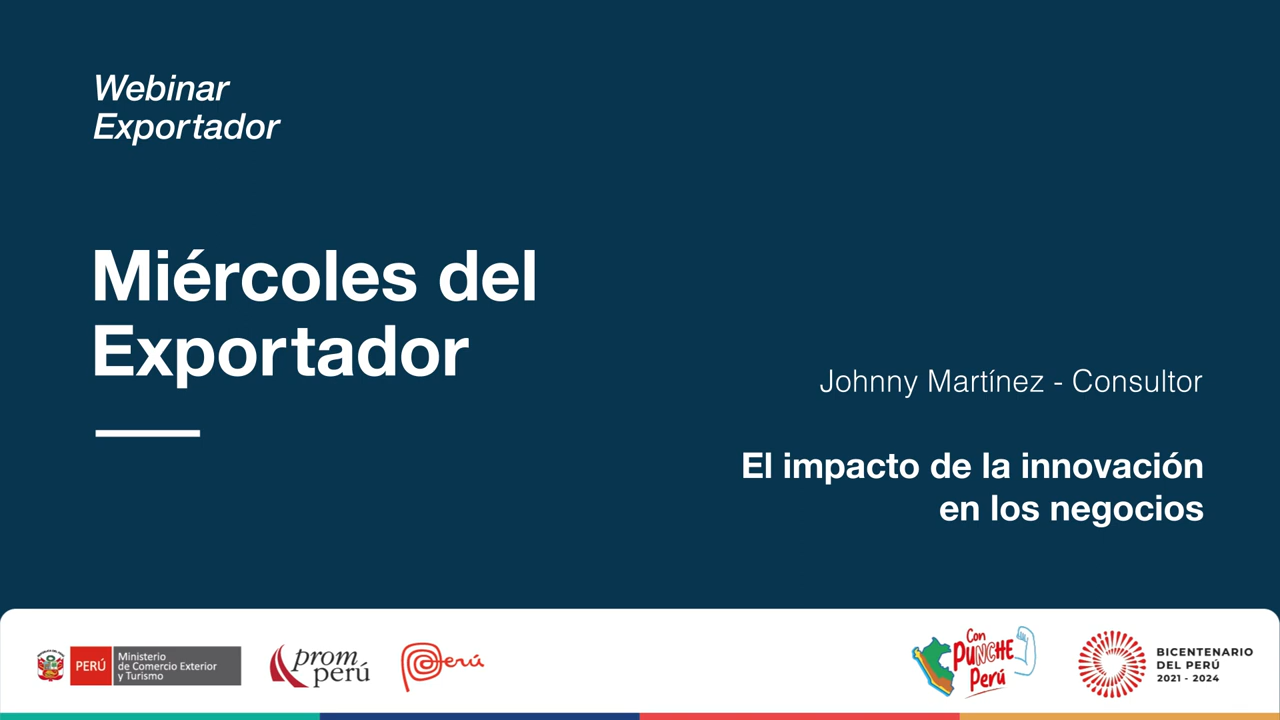 Webinar
Exportador
Miércoles del
Exportador
Johnny Martínez - Consultor
El impacto de la innovación
en los negocios
PERÚ
Ministerio
de Comercio Exterior
y Turismo
prom
perú
Perú
Con
PUNCHE
Perú
BICENTENARIO
DEL PERÚ
2021 - 2024